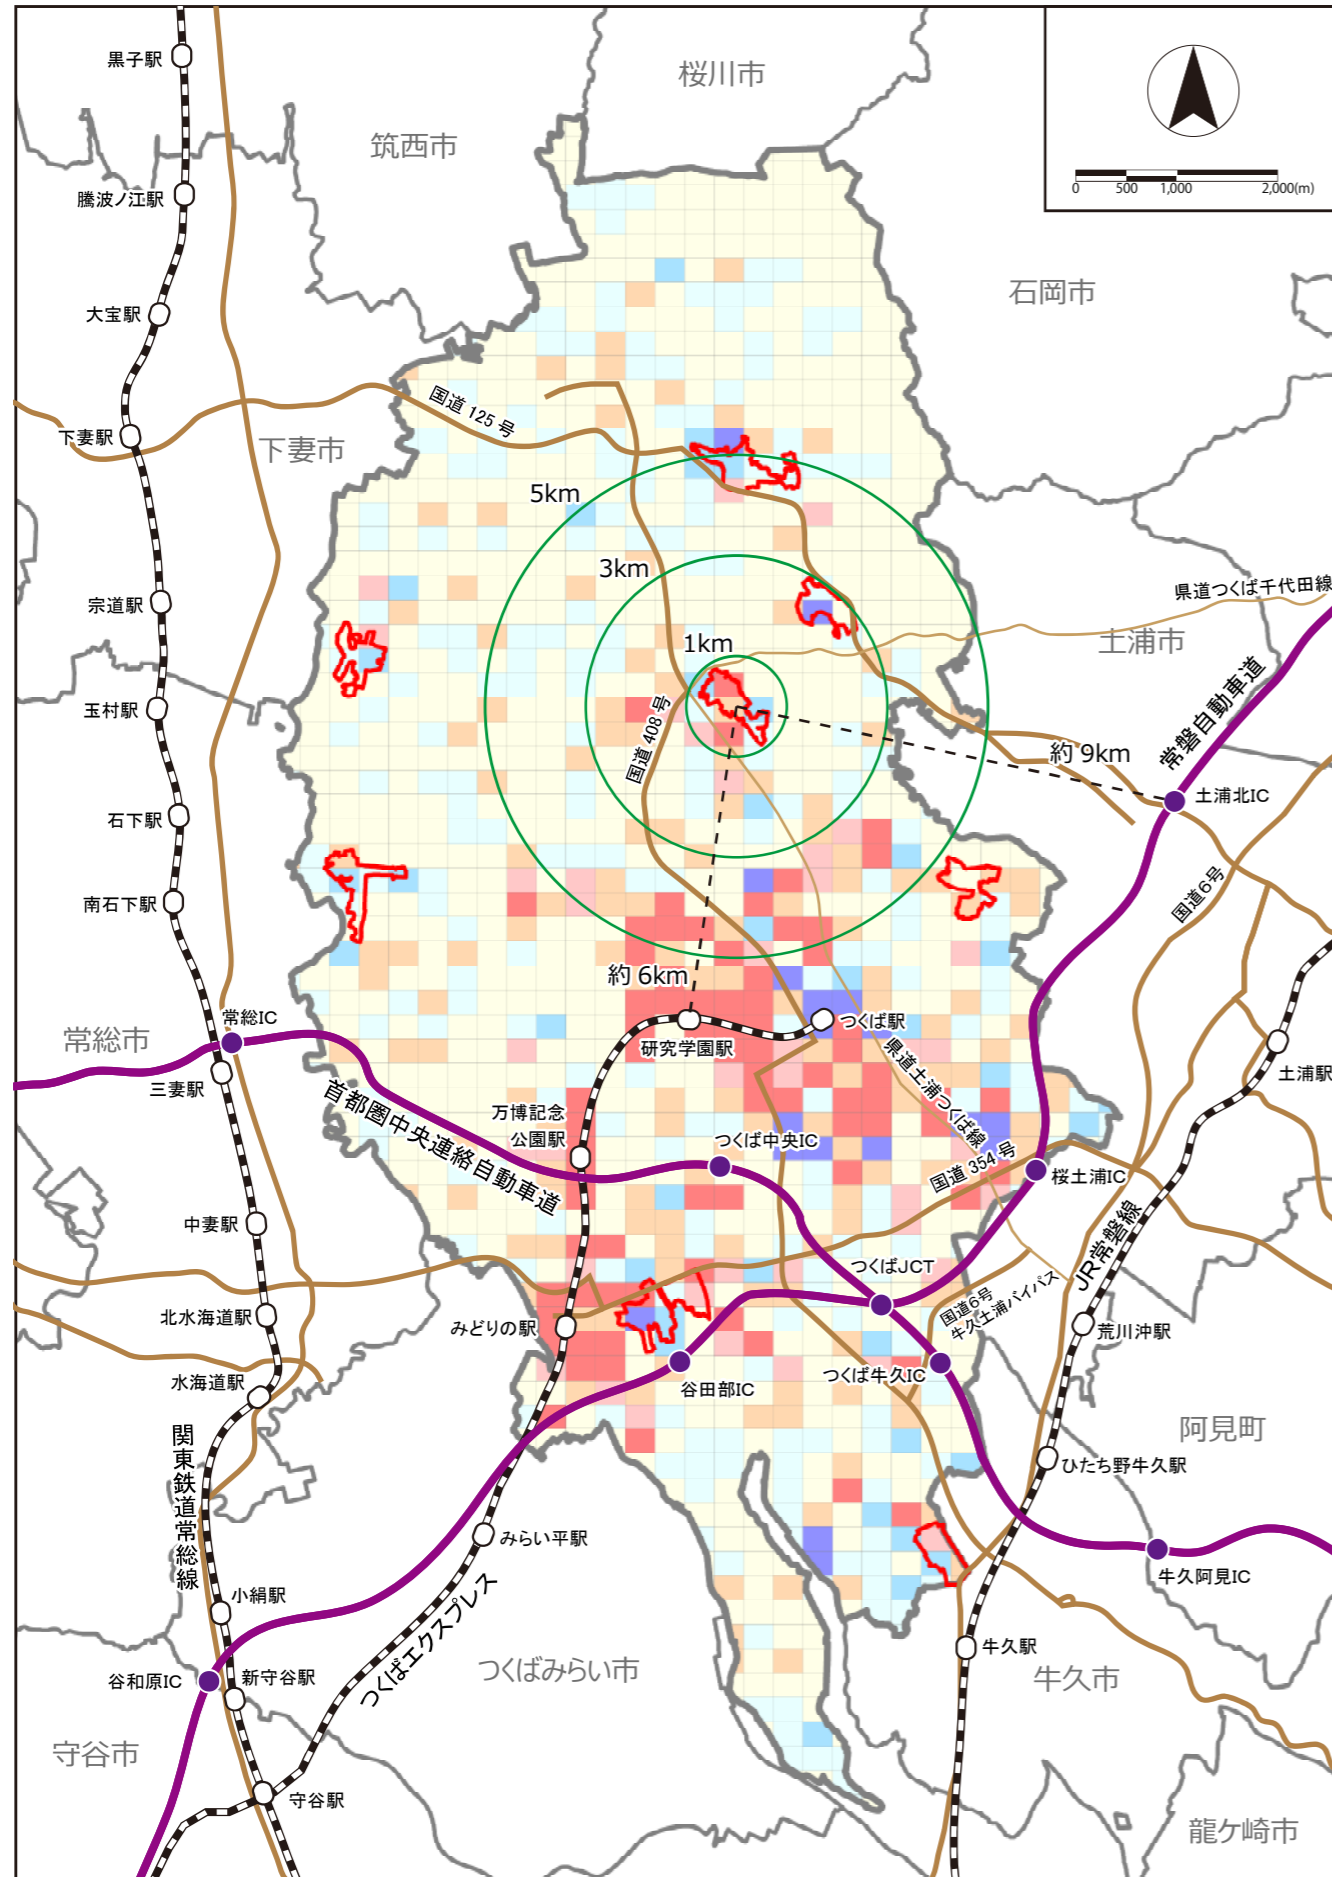 黒子駅
桜川市
筑西市
0 500 1,000 2,000(m)
騰波ノ江駅
石岡市
大宝駅
国道 125 号
下妻駅
下妻市
5km
3km
宗道駅
県道つくば千代田線
1km
土浦市
玉村駅
国道 408 号
約 9km
常磐自動車道
土浦北IC
石下駅
国道6号
南石下駅
約 6km
常総IC
つくば駅
常総市
研究学園駅
県道土浦つくば線
三妻駅
土浦駅
首都圏中央連絡自動車道
万博記念
公園駅
つくば中央IC
国道 354 号
桜土浦IC
中妻駅
JR常磐線
つくばJCT
国道6号
牛久土浦バイパス
北水海道駅
みどりの駅
荒川沖駅
水海道駅
谷田部IC
つくば牛久IC
関東鉄道常総線
阿見町
ひたち野牛久駅
みらい平駅
牛久阿見IC
小絹駅
つくばエクスプレス
牛久駅
谷和原IC
新守谷駅
つくばみらい市
牛久市
守谷市
守谷駅
龍ケ崎市